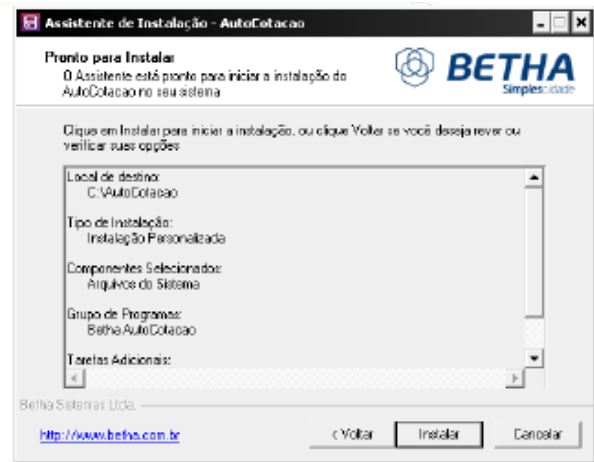 Assistente de Instalação - AutoCotacao
Pronto para Instalar
O Assistente está pronto para iniciar a instalação do
AutoCotacao no seu sistema
BETHA
Simplescidade
Clique em Instalar para iniciar a instalação, ou clique Voltar se você deseja rever ou
verificar suas opções
Local de destino:
C:\AutoCotacao
Tipo de Instalação:
Instalação Personalizada
Componentes Selecionados:
Arquivos do Sistema
Grupo de Programas:
Betha AutoCotacao
Tarefas Adicionais:
Betha Sistemas Ltda.
http://www.betha.com.br
< Voltar
Instalar
Cancelar